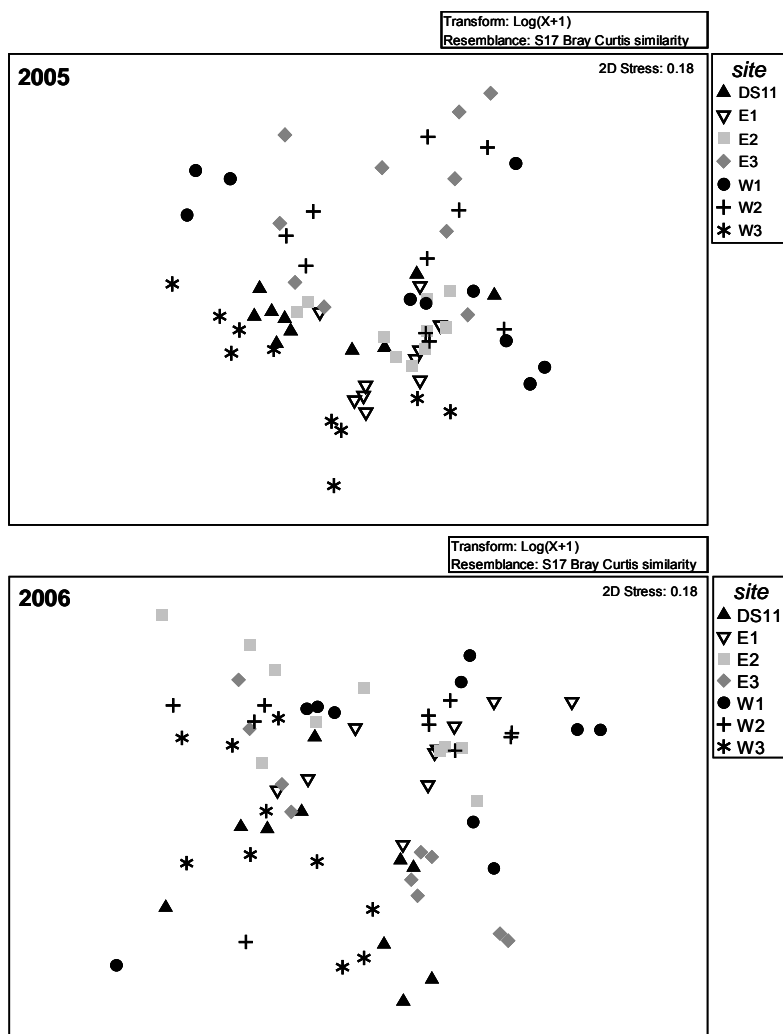 Transform: Log(X+1)
Resemblance: S17 Bray Curtis similarity
2005
2D Stress: 0.18
site
DS11
E1
E2
E3
W1
W2
W3
Transform: Log(X+1)
Resemblance: S17 Bray Curtis similarity
2006
2D Stress: 0.18
site
DS11
E1
E2
E3
W1
W2
W3